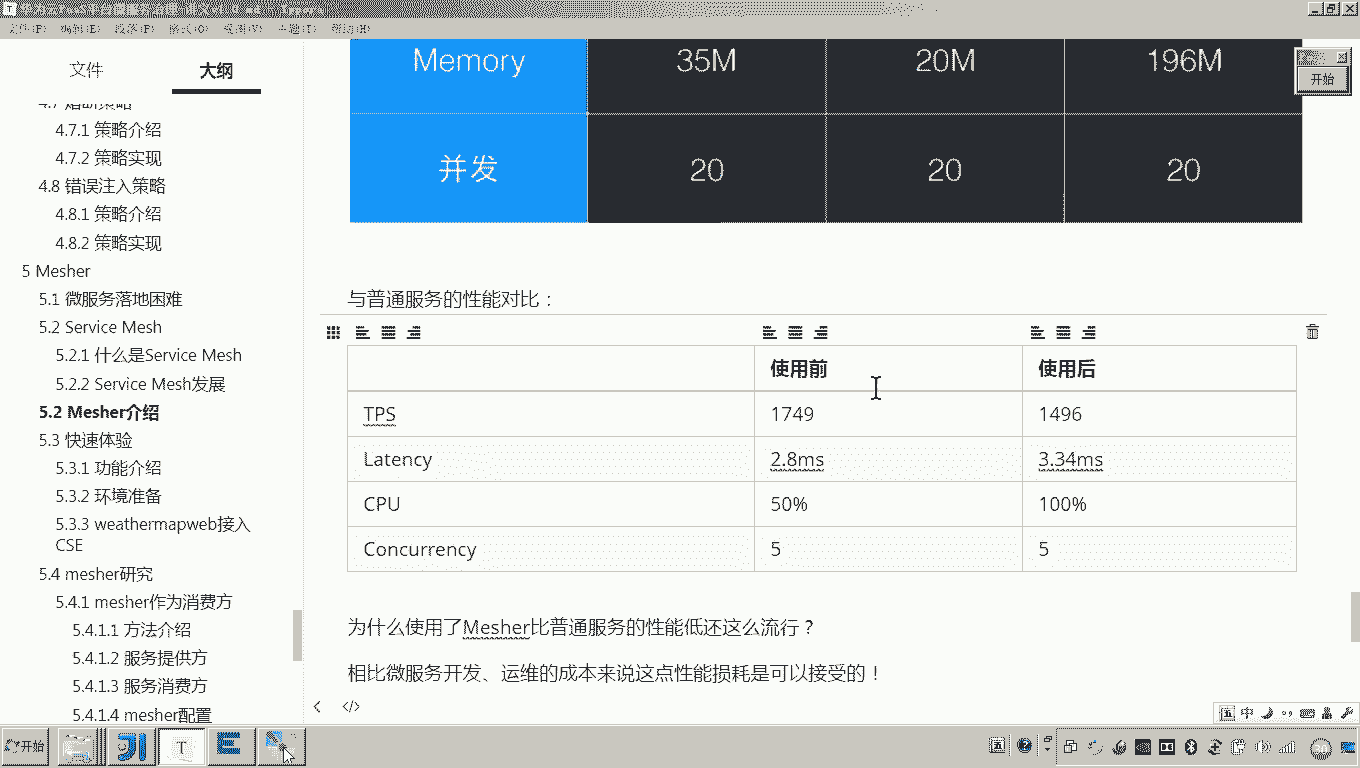 文件
大纲
4.7.1 策略介绍
4.7.2 策略实现
4.8 错误注入策略
4.8.1 策略介绍
4.8.2 策略实现
5 Mesher
5.1 微服务落地困难
5.2 Service Mesh
5.2.1 什么是Service Mesh
5.2.2 Service Mesh发展
5.2 Mesher介绍
5.3 快速体验
5.3.1 功能介绍
5.3.2 环境准备
5.3.3 weathermapweb接入
CSE
5.4 mesher研究
5.4.1 mesher作为消费方
5.4.1.1 方法介绍
5.4.1.2 服务提供方
5.4.1.3 服务消费方
5.4.1.4 mesher配置
Memory 35M 20M 196M
并发 20 20 20
与普通服务的性能对比：
使用前 使用后
TPS 1749 1496
Latency 2.8ms 3.34ms
CPU 50% 100%
Concurrency 5 5
为什么使用了Mesher比普通服务的性能低还这么流行？
相比微服务开发、运维的成本来说这点性能损耗是可以接受的！
开始
</>
五 中
开始
T
E
五
30